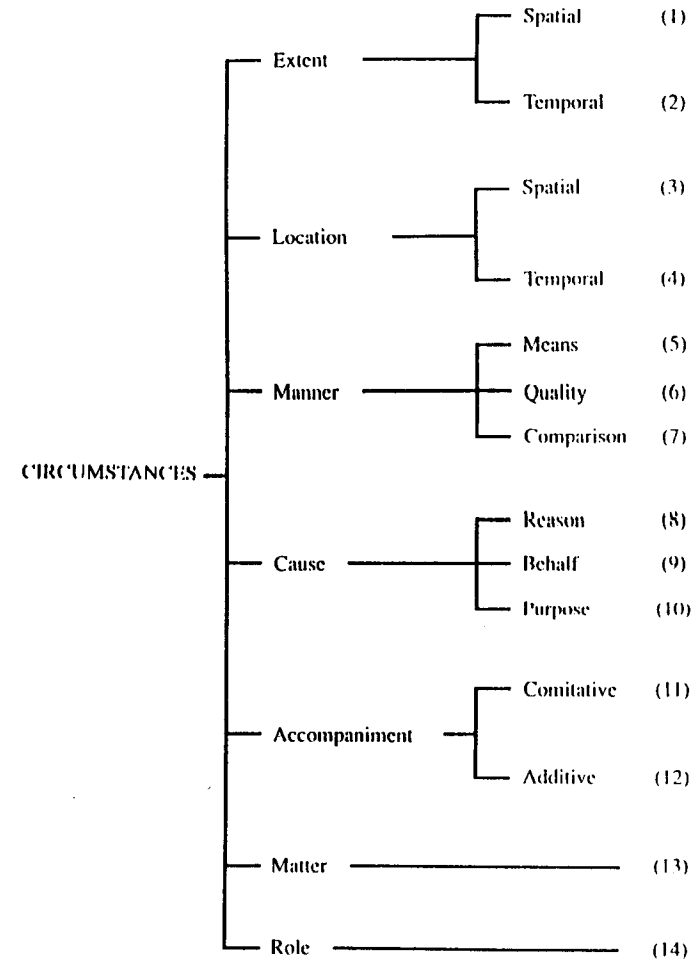 Spatial (1)
Extent
Temporal (2)
Spatial (3)
Location
Temporal (4)
Means (5)
Manner Quality (6)
Comparison (7)
CIRCUMSTANCES
Reason (8)
Cause Behalf (9)
Purpose (10)
Comitative (11)
Accompaniment
Additive (12)
Matter (13)
Role (14)